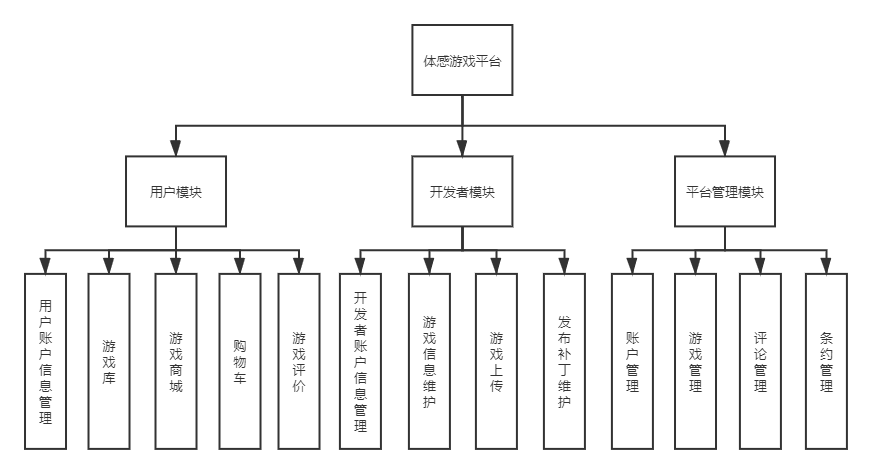 体感游戏平台
用户模块
开发者模块
平台管理模块
用户账户信息管理
游戏库
游戏商城
购物车
游戏评价
开发者账户信息管理
游戏信息维护
游戏上传
发布补丁维护
账户管理
游戏管理
评论管理
条约管理